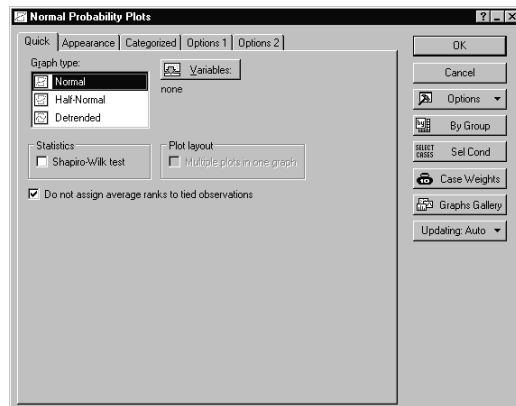 Normal Probability Plots
Quick Appearance Categorized Options 1 Options 2
Graph type:
Normal
Half-Normal
Detrended
Variables:
none
Statistics
Shapiro-Wilk test
Plot layout
Multiple plots in one graph
Do not assign average ranks to tied observations
OK
Cancel
Options
By Group
SELECT CASES Sel Cond
Case Weights
Graphs Gallery
Updating: Auto